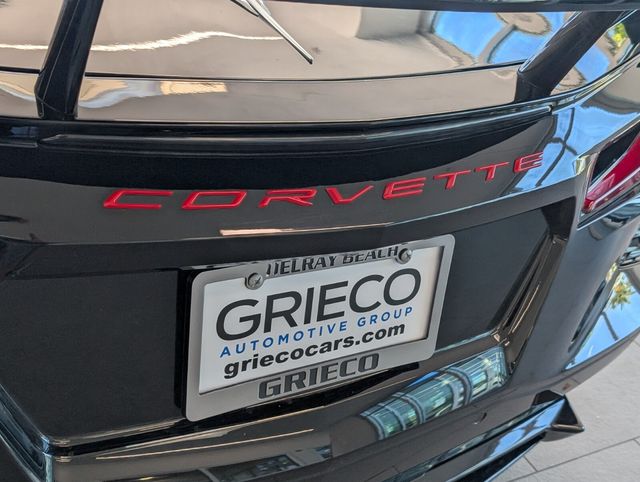 CORVETTE
DELRAY BEACH
GRIECO
AUTOMOTIVE GROUP
griecocars.com
GRIECO